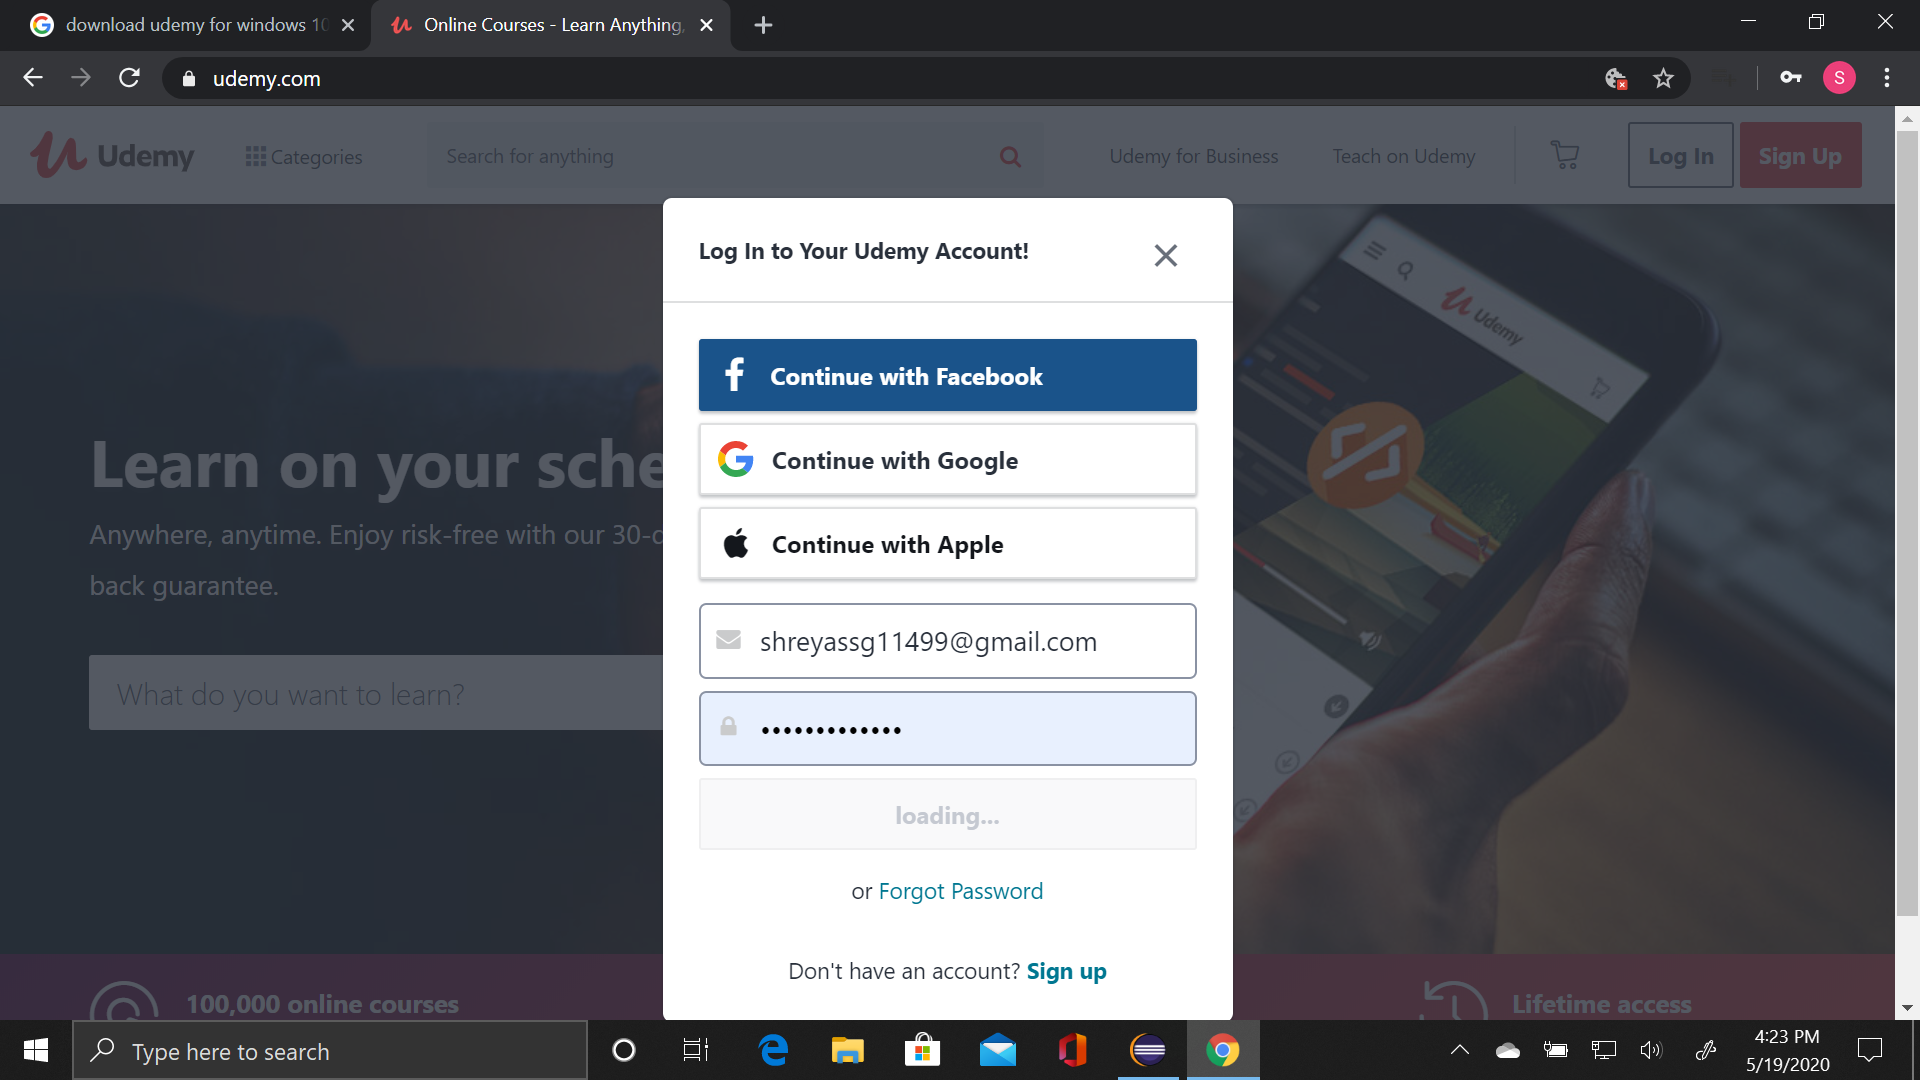 download udemy for windows 10
Online Courses - Learn Anything,
udemy.com
S
Udemy
Categories
Search for anything
Udemy for Business
Teach on Udemy
Log In
Sign Up
Log In to Your Udemy Account!
Continue with Facebook
Continue with Google
Continue with Apple
shreyassg11499@gmail.com
•••••••••••••
loading...
or Forgot Password
Don't have an account? Sign up
Learn on your sche
Anywhere, anytime. Enjoy risk-free with our 30-d
back guarantee.
What do you want to learn?
Udemy
100,000 online courses
Lifetime access
Type here to search
4:23 PM
5/19/2020